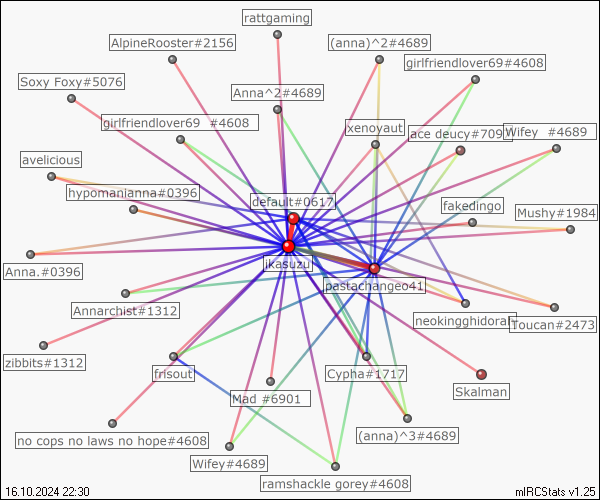 rattgaming
AlpineRooster#2156
(anna)^2#4689
girlfriendlover69#4608
Soxy Foxy#5076
Anna^2#4689
girlfriendlover69 #4608
xenoyaut
ace deucy#709
Wifey #4689
avelicious
hypomanianna#0396
default#0617
fakedingo
Mushy#1984
Anna.#0396
jkasuzu
pastachangeo41
Annarchist#1312
neokingghidorah
Toucan#2473
zibbits#1312
frisout
Cypha#1717
Mad #6901
Skalman
no cops no laws no hope#4608
(anna)^3#4689
Wifey#4689
ramshackle gorey#4608
16.10.2024 22:30
mIRCStats v1.25